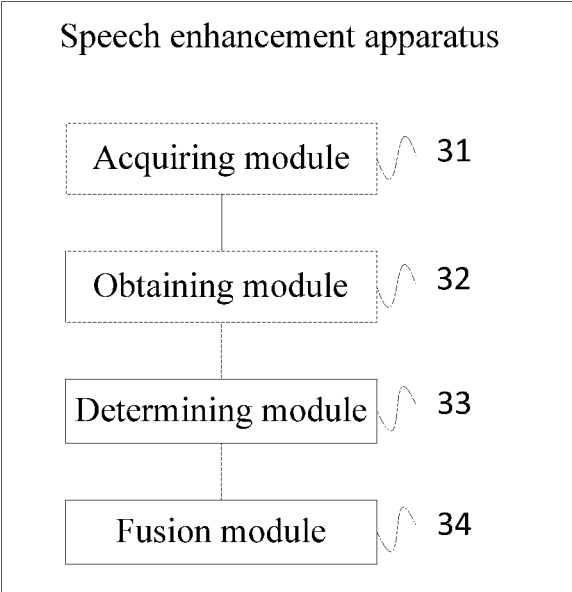 Speech enhancement apparatus
Acquiring module 31
Obtaining module 32
Determining module 33
Fusion module 34